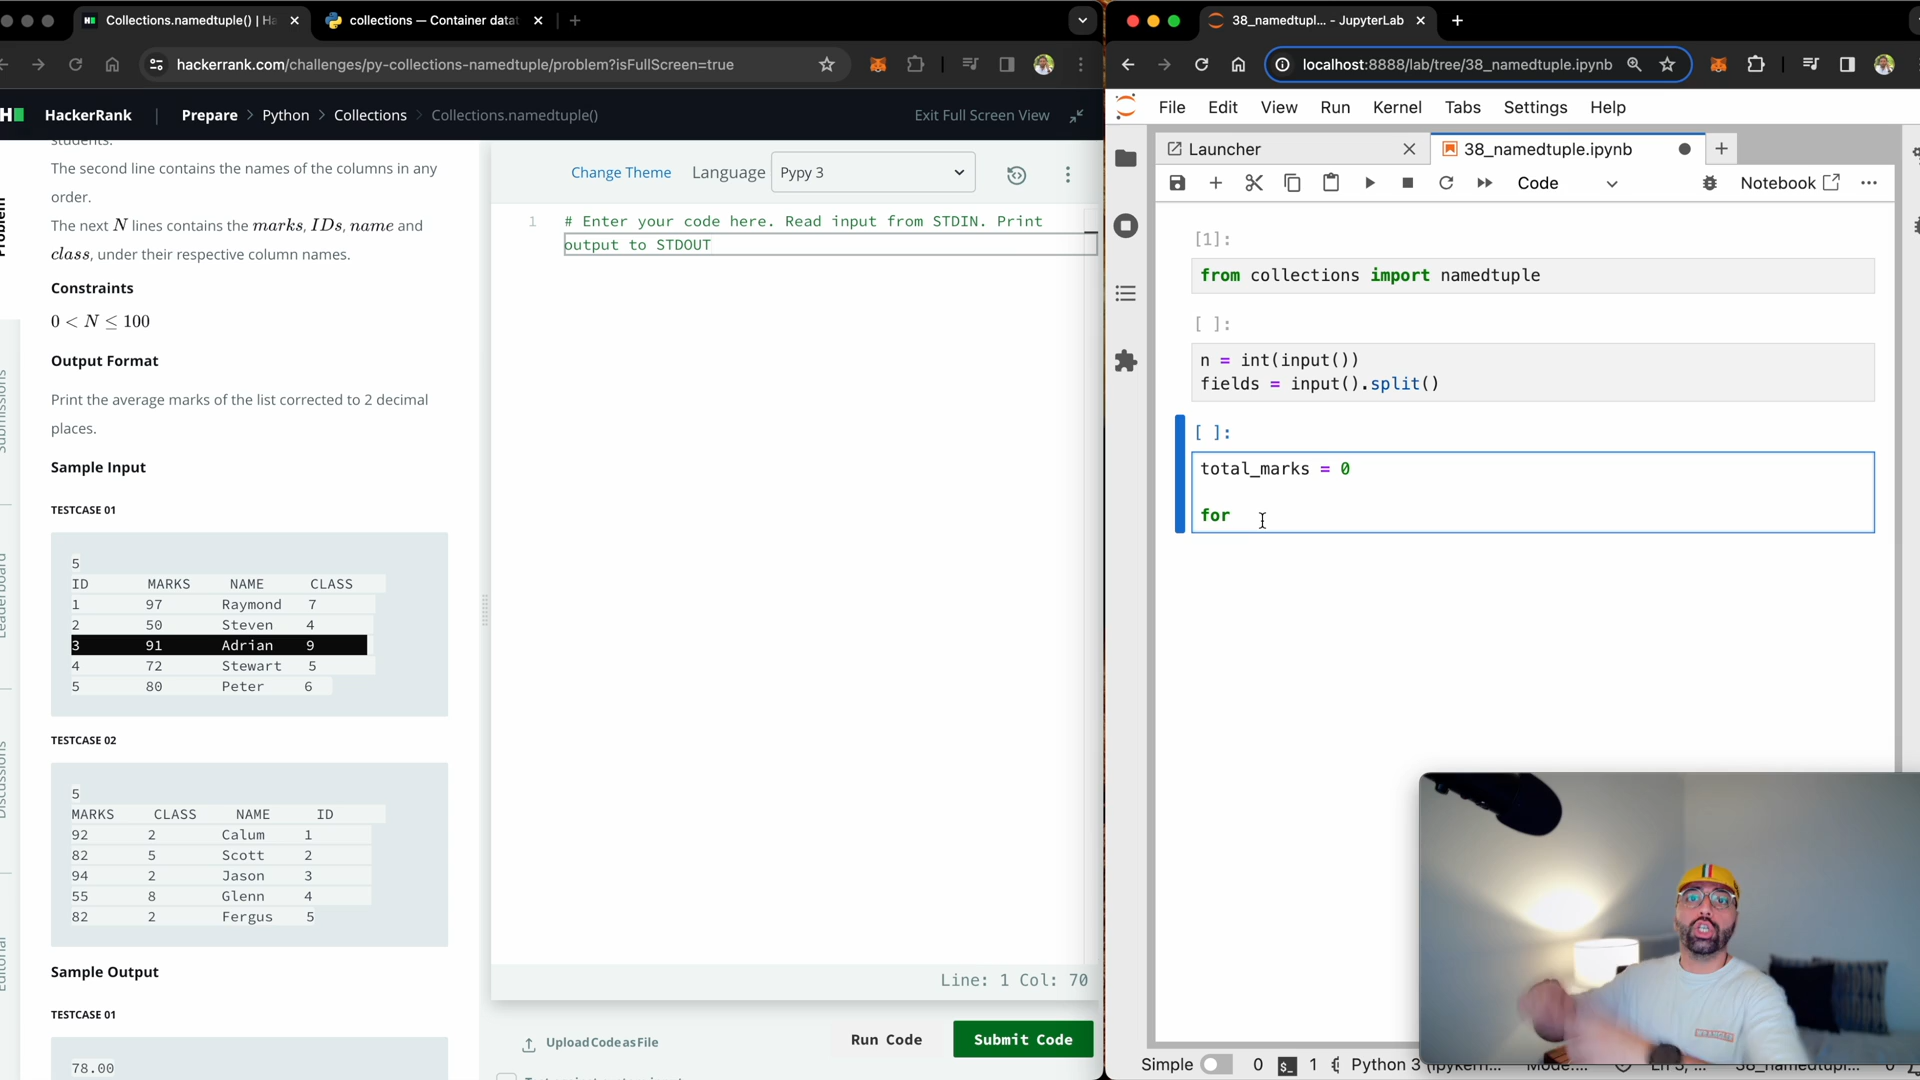 Collections.namedtuple() | Ha
collections — Container datat
38_namedtupl... - JupyterLab
hackerrank.com/challenges/py-collections-namedtuple/problem?isFullScreen=true
localhost:8888/lab/tree/38_namedtuple.ipynb
HackerRank | Prepare > Python > Collections > Collections.namedtuple()
Exit Full Screen View
File Edit View Run Kernel Tabs Settings Help
Launcher
38_namedtuple.ipynb
Code
Notebook
Problem
Submissions
Leaderboard
Discussions
Editorial
students.
The second line contains the names of the columns in any
order.
The next N lines contains the marks, IDs, name and
class, under their respective column names.
Constraints
0 < N ≤ 100
Output Format
Print the average marks of the list corrected to 2 decimal
places.
Sample Input
TESTCASE 01
5
ID MARKS NAME CLASS
1 97 Raymond 7
2 50 Steven 4
3 91 Adrian 9
4 72 Stewart 5
5 80 Peter 6
TESTCASE 02
5
MARKS CLASS NAME ID
92 2 Calum 1
82 5 Scott 2
94 2 Jason 3
55 8 Glenn 4
82 2 Fergus 5
Sample Output
TESTCASE 01
78.00
Change Theme Language Pypy 3
1 # Enter your code here. Read input from STDIN. Print
output to STDOUT
Line: 1 Col: 70
Upload Code as File
Run Code
Submit Code
[1]:
from collections import namedtuple
[ ]:
n = int(input())
fields = input().split()
[ ]:
total_marks = 0
for
Simple 0 1 Python 3 (ipykern...